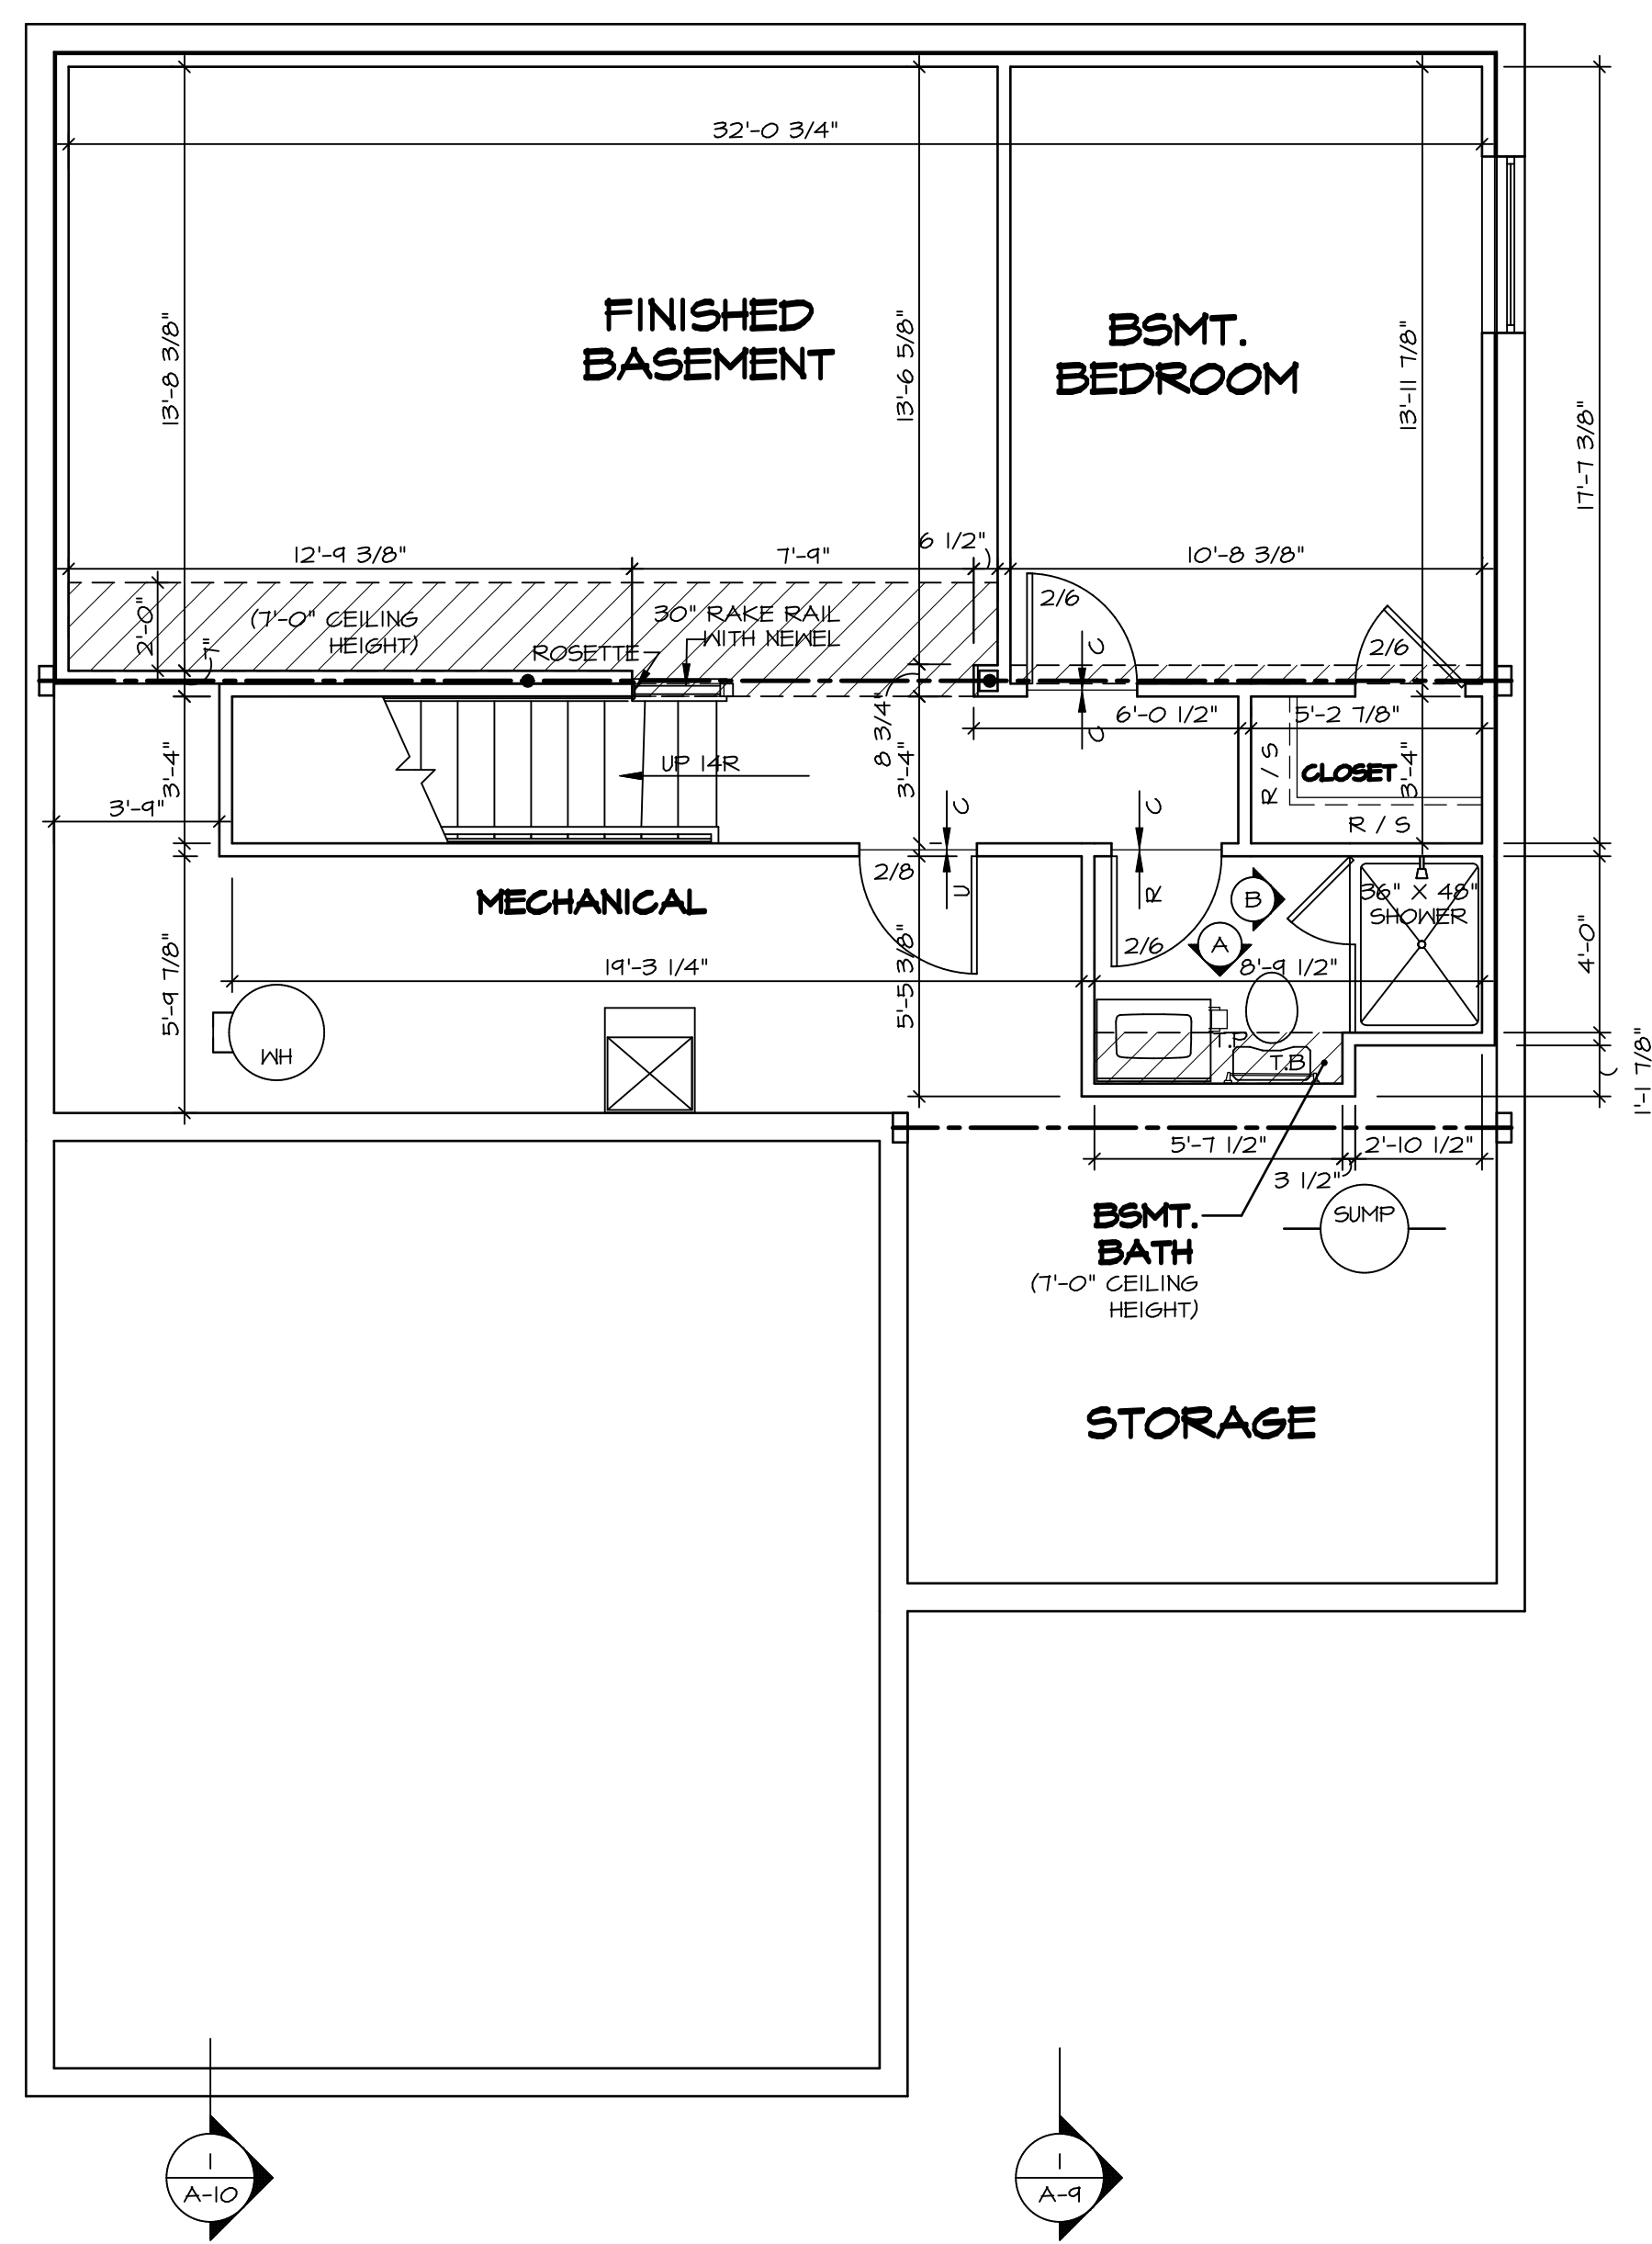 32'-0 3/4"
13'-8 3/8"
FINISHED
BASEMENT
13'-6 5/8"
BSMT.
BEDROOM
13'-11 7/8"
17'-7 3/8"
12'-9 3/8"
7'-9"
6 1/2"
10'-8 3/8"
2'-0"
7"
(7'-0" CEILING
HEIGHT)
ROSETTE
30" RAKE RAIL
WITH NEWEL
2/6
C
C
2/6
8 3/4"
6'-0 1/2"
5'-2 7/8"
3'-4"
3'-9"
UP 14R
3'-4"
R/S
CLOSET
3'-4"
R/S
C
C
2/8
U
R
2/6
MECHANICAL
B
A
36" X 48"
SHOWER
4'-0"
5'-9 7/8"
19'-3 1/4"
5'-5 3/8"
8'-9 1/2"
WH
T.P
T.B
1'-1 7/8"
5'-7 1/2"
2'-10 1/2"
3 1/2"
BSMT.
BATH
(7'-0" CEILING
HEIGHT)
SUMP
STORAGE
1
A-10
1
A-9